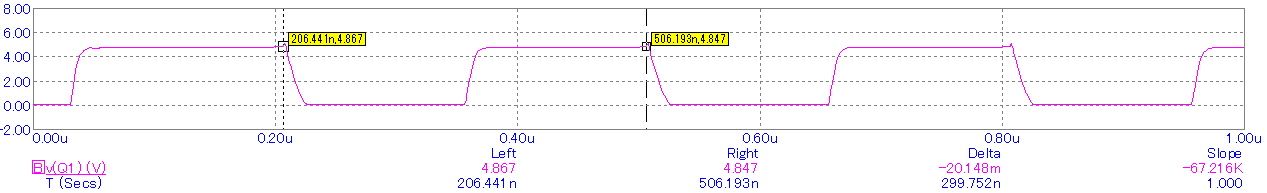 8.00
6.00
206.441n,4.867 506.193n,4.847
4.00
2.00
0.00
-2.00
0.00u 0.20u 0.40u 0.60u 0.80u 1.00u
Left Right Delta Slope
B v(Q1) (V) 4.867 4.847 -20.148m -67.216K
T (Secs) 206.441n 506.193n 299.752n 1.000